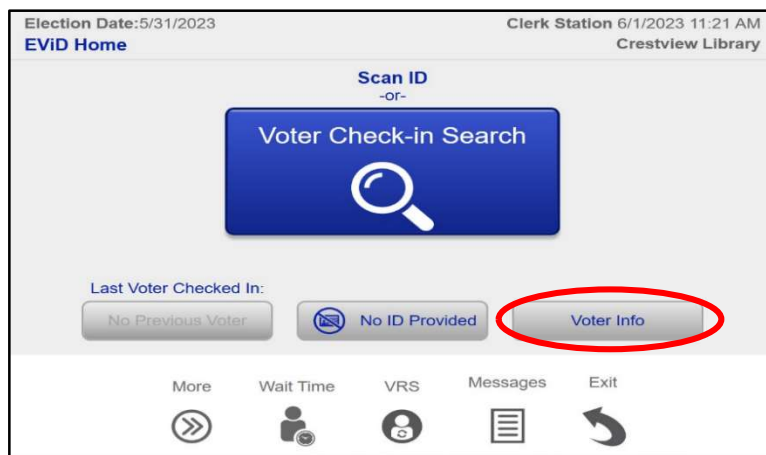 Election Date:5/31/2023 Clerk Station 6/1/2023 11:21 AM
EViD Home Crestview Library
Scan ID
-or-
Voter Check-in Search
Last Voter Checked In:
No Previous Voter No ID Provided Voter Info
More Wait Time VRS Messages Exit